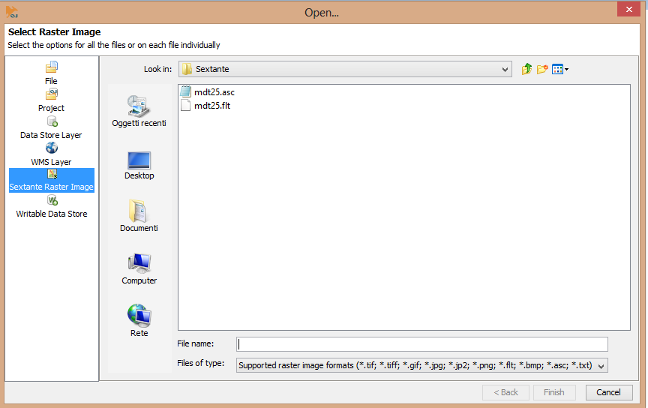 Open...
Select Raster Image
Select the options for all the files or on each file individually
File
Project
Data Store Layer
WMS Layer
Sextante Raster Image
Writable Data Store
Look in:
Sextante
Oggetti recenti
Desktop
Documenti
Computer
Rete
mdt25.asc
mdt25.flt
File name:
Files of type:
Supported raster image formats (*.tif; *.tiff; *.gif; *.jpg; *.jp2; *.png; *.flt; *.bmp; *.asc; *.txt)
< Back
Finish
Cancel